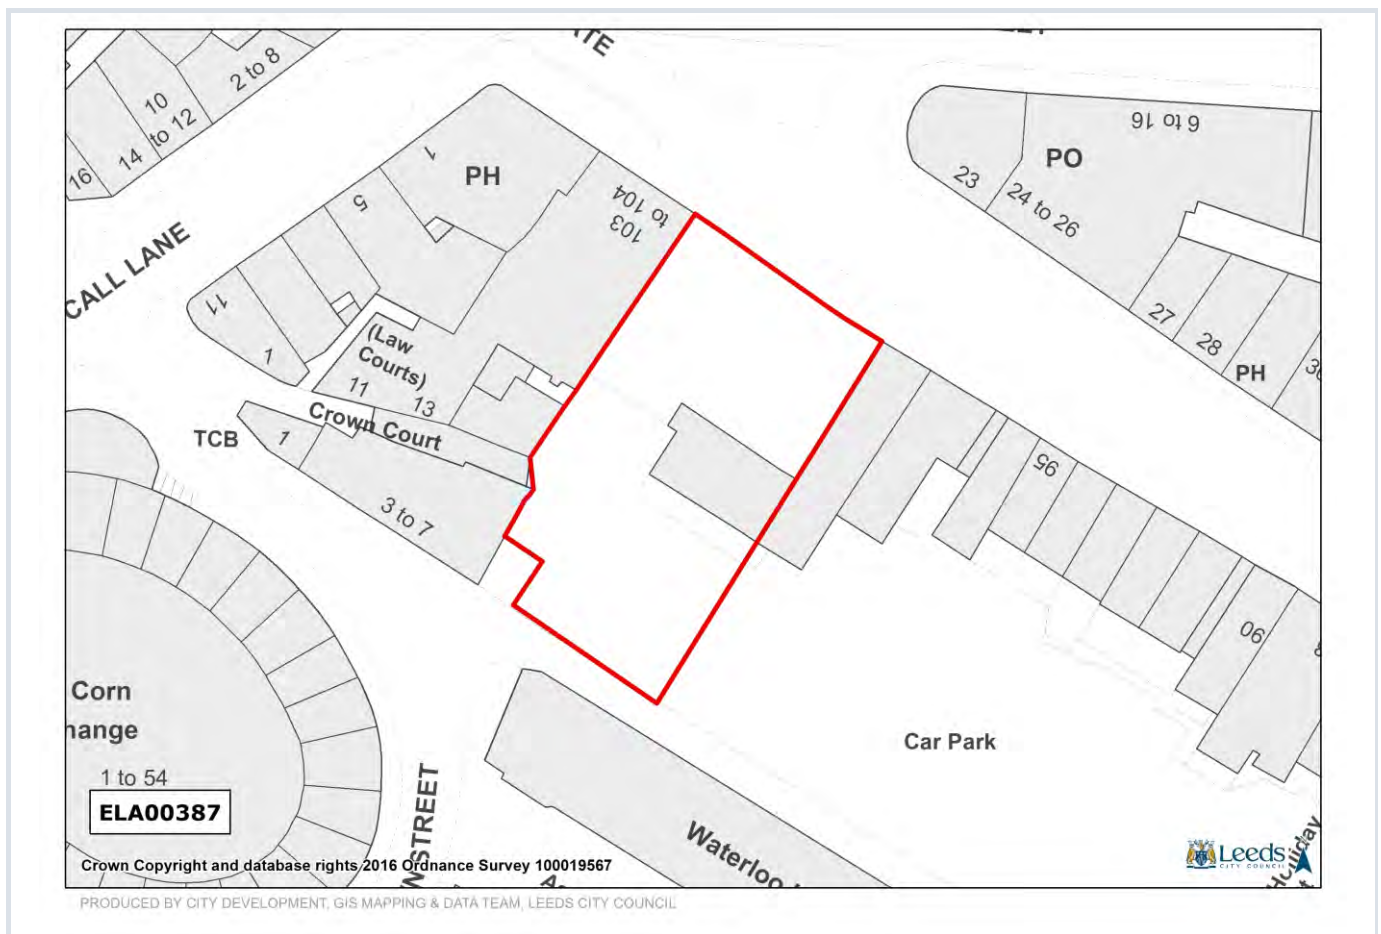 2 to 8
10
to 12
14
16
1
PH
5
11
1
CALL LANE
103
to 104
(Law
Courts)
11
13
Crown Court
TCB
1
3 to 7
6 to 16
PO
23
24 to 26
27
28
PH
95
90
Car Park
Corn
1 to 54
ELA00387
STREET
Waterloo
Holiday
Crown Copyright and database rights 2016 Ordnance Survey 100019567
Leeds
CITY COUNCIL
PRODUCED BY CITY DEVELOPMENT, GIS MAPPING & DATA TEAM, LEEDS CITY COUNCIL